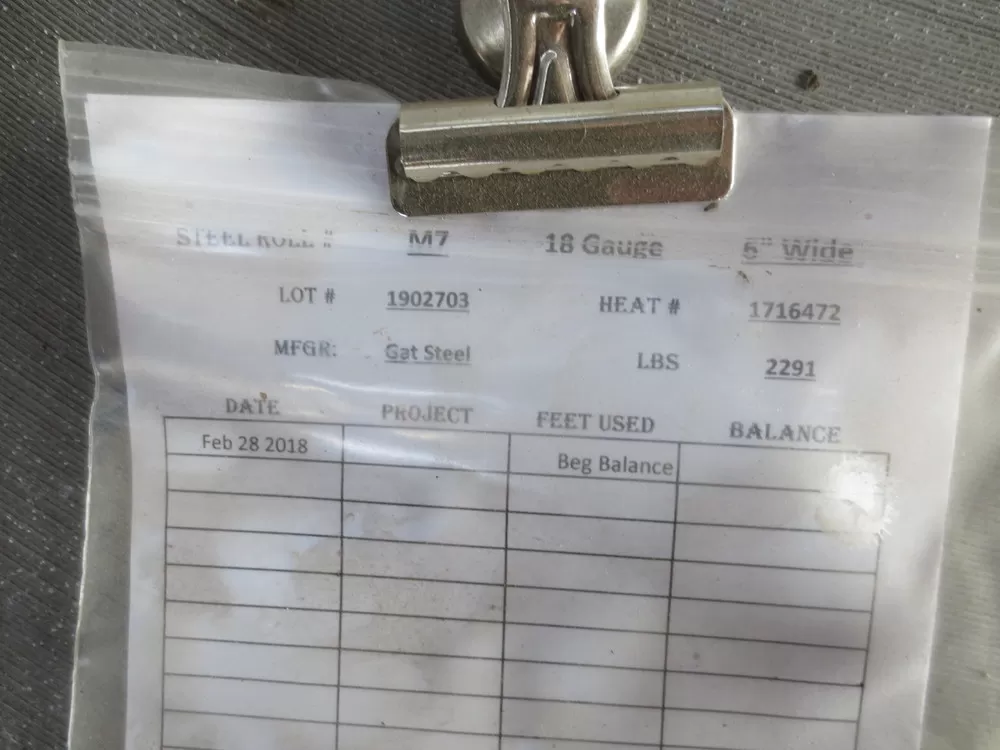 STEEL ROLL # M7 18 Gauge 6" Wide
LOT # 1902703 HEAT # 1716472
MFGR: Gat Steel LBS 2291
DATE PROJECT FEET USED BALANCE
Feb 28 2018 Beg Balance